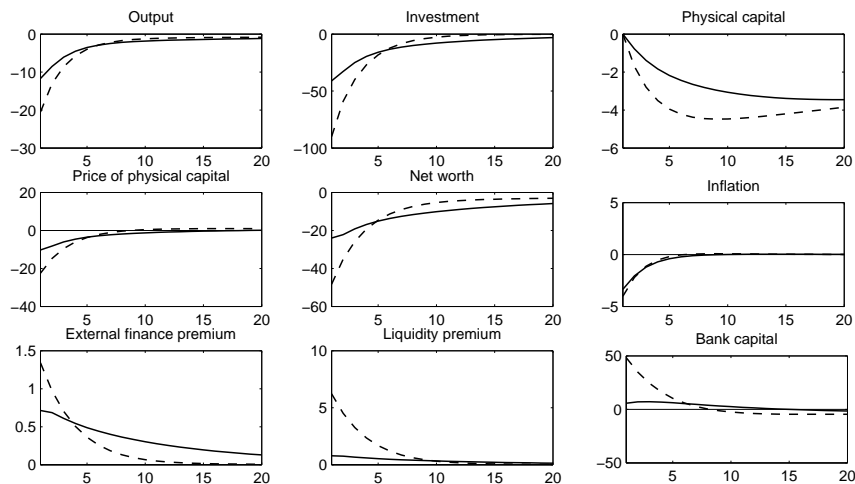 Output
0
−10
−20
−30
5 10 15 20
Investment
0
−50
−100
5 10 15 20
Physical capital
0
−2
−4
−6
5 10 15 20
Price of physical capital
20
0
−20
−40
5 10 15 20
Net worth
0
−20
−40
−60
5 10 15 20
Inflation
5
0
−5
5 10 15 20
External finance premium
1.5
1
0.5
0
5 10 15 20
Liquidity premium
10
5
0
5 10 15 20
Bank capital
50
0
−50
5 10 15 20